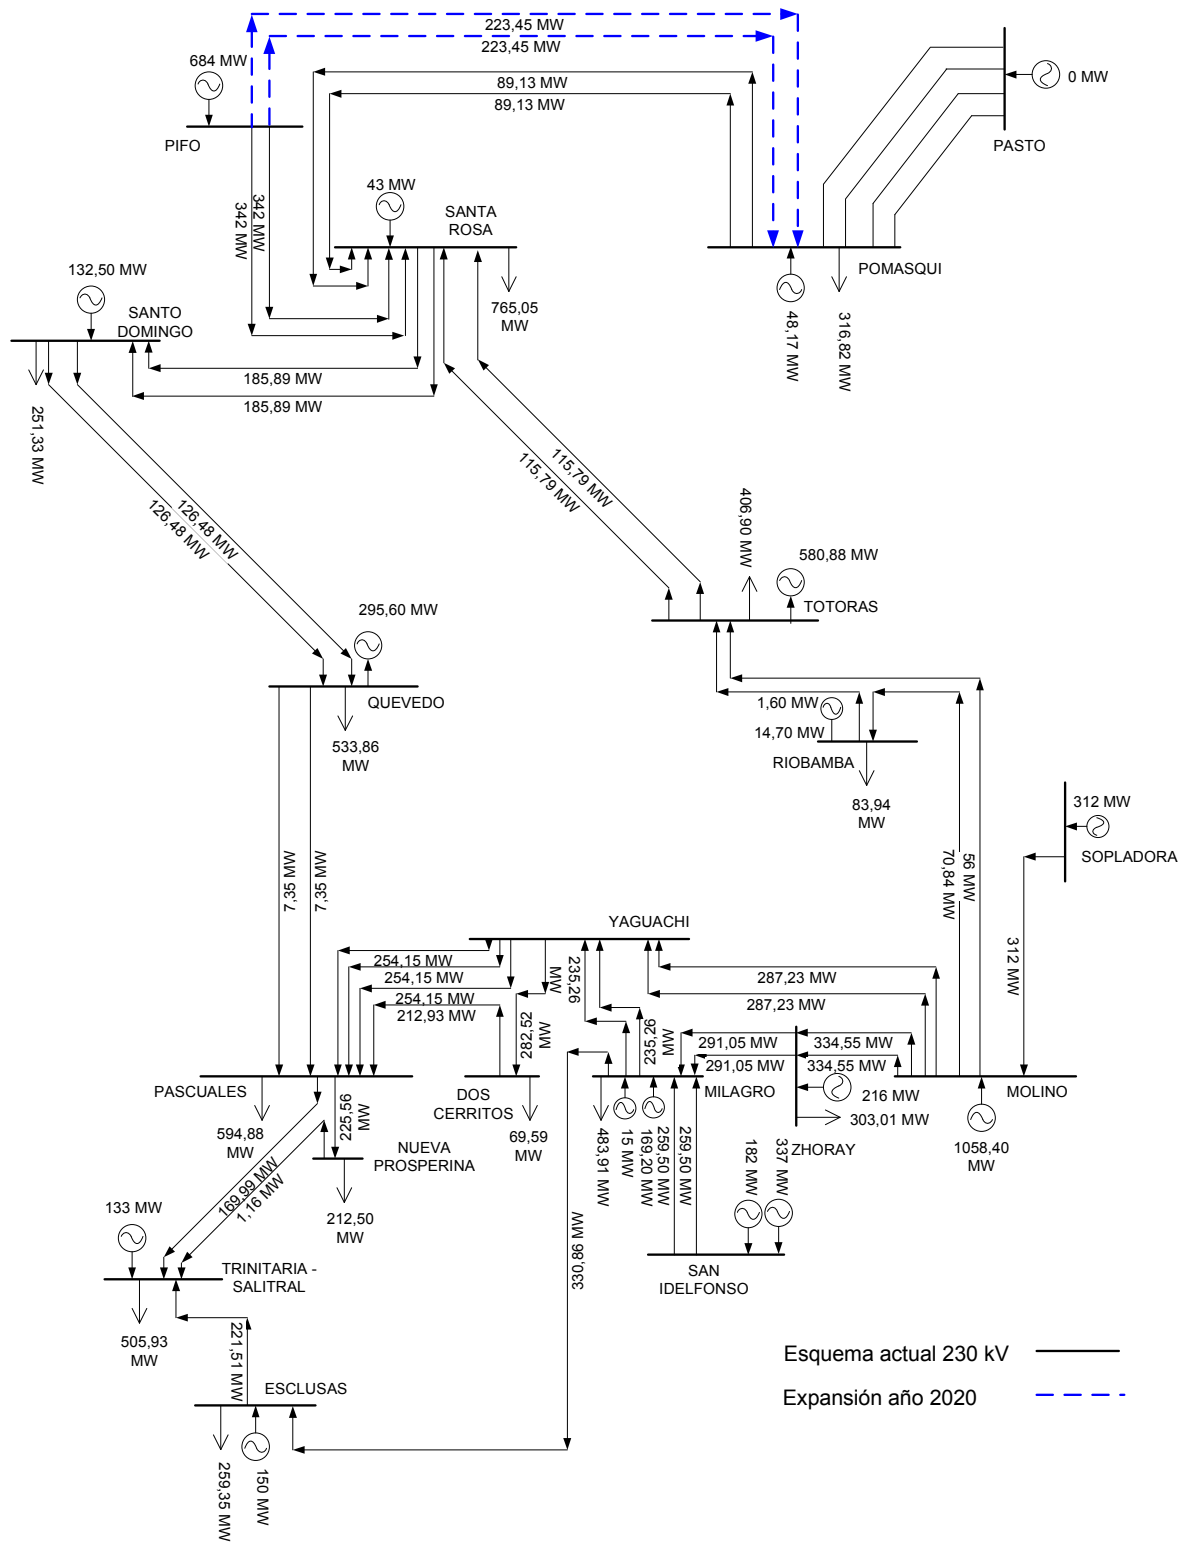 223,45 MW
223,45 MW
684 MW
89,13 MW
89,13 MW
0 MW
PIFO
PASTO
43 MW
342 MW
342 MW
SANTA
ROSA
132,50 MW
POMASQUI
SANTO
DOMINGO
765,05
MW
48,17 MW
316,82 MW
185,89 MW
185,89 MW
251,33 MW
126,48 MW
126,48 MW
115,79 MW
115,79 MW
406,90 MW
580,88 MW
TOTORAS
295,60 MW
QUEVEDO
533,86
MW
1,60 MW
14,70 MW
RIOBAMBA
83,94
MW
312 MW
SOPLADORA
7,35 MW
7,35 MW
56 MW
70,84 MW
312 MW
YAGUACHI
254,15 MW
254,15 MW
254,15 MW
212,93 MW
235,26
MW
287,23 MW
287,23 MW
282,52
MW
235,26
MW
291,05 MW
291,05 MW
334,55 MW
334,55 MW
PASCUALES
DOS
CERRITOS
MILAGRO
216 MW
303,01 MW
MOLINO
594,88
MW
225,56
MW
NUEVA
PROSPERINA
69,59
MW
483,91 MW
15 MW
169,20 MW
259,50 MW
259,50 MW
182 MW
337 MW
ZHORAY
1058,40
MW
169,99 MW
1,16 MW
133 MW
212,50
MW
330,86 MW
TRINITARIA -
SALITRAL
SAN
IDELFONSO
505,93
MW
221,51 MW
ESCLUSAS
259,35 MW
150 MW
Esquema actual 230 kV
Expansión año 2020